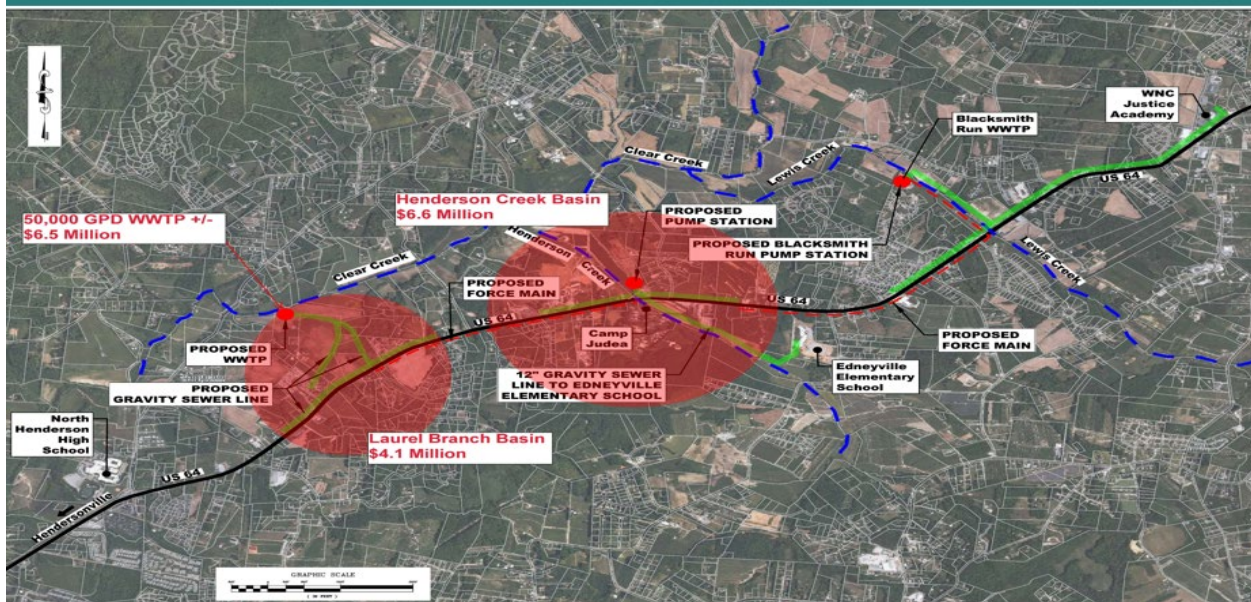 WNC
Justice
Academy
Blacksmith
Run WWTP
Clear Creek
Lewis Creek
US 64
Henderson Creek Basin
$6.6 Million
50,000 GPD WWTP +/-
$6.5 Million
PROPOSED
PUMP STATION
Henderson Creek
PROPOSED BLACKSMITH
RUN PUMP STATION
Lewis Creek
Clear Creek
PROPOSED
FORCE MAIN
US 64
US 64
Camp
Judea
PROPOSED
WWTP
PROPOSED
FORCE MAIN
PROPOSED
GRAVITY SEWER LINE
12" GRAVITY SEWER
LINE TO EDNEYVILLE
ELEMENTARY SCHOOL
Edneyville
Elementary
School
North
Henderson
High
School
Laurel Branch Basin
$4.1 Million
US 64
Hendersonville
GRAPHIC SCALE